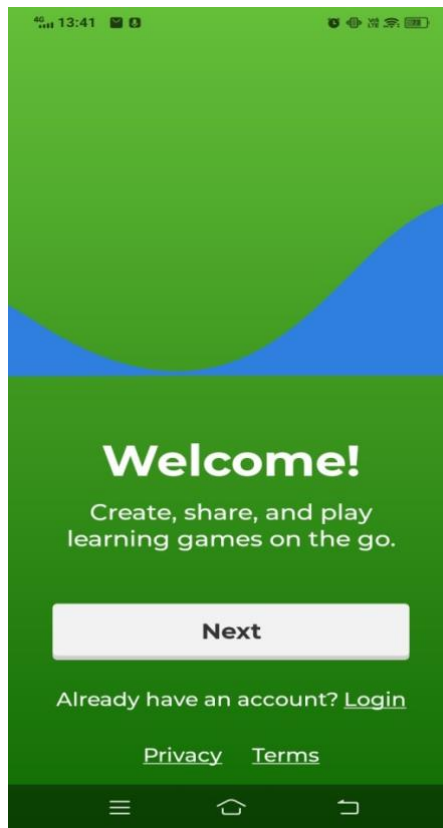 4G 13:41
Welcome!
Create, share, and play
learning games on the go.
Next
Already have an account? Login
Privacy Terms